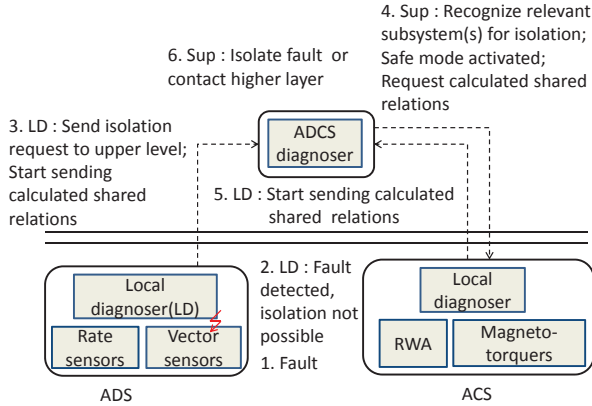 4. Sup : Recognize relevant
subsystem(s) for isolation;
Safe mode activated;
Request calculated shared
relations
6. Sup : Isolate fault or
contact higher layer
3. LD : Send isolation
request to upper level;
Start sending
calculated shared
relations
ADCS
diagnoser
5. LD : Start sending calculated
shared relations
2. LD : Fault
detected,
isolation not
possible
1. Fault
Local
diagnoser(LD)
Rate
sensors
Vector
sensors
ADS
Local
diagnoser
RWA
Magneto-
torquers
ACS